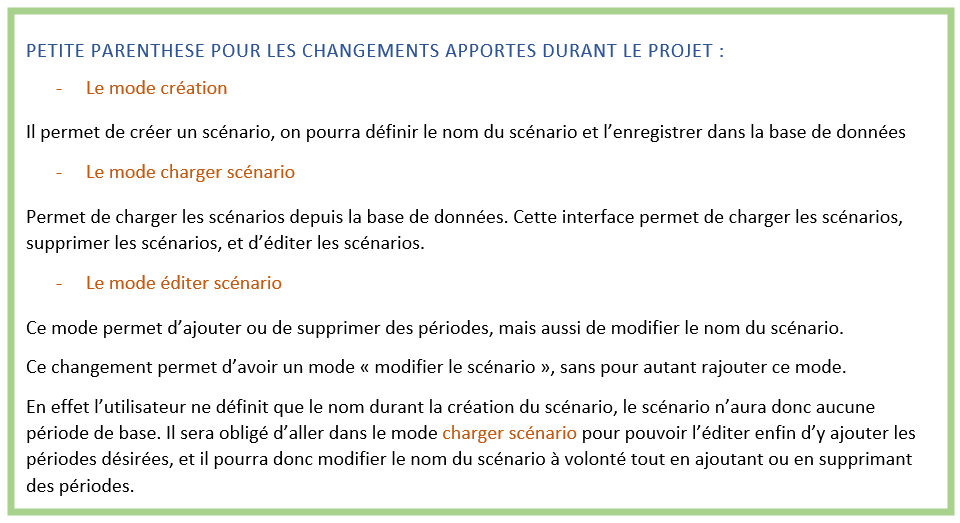 PETITE PARENTHESE POUR LES CHANGEMENTS APPORTES DURANT LE PROJET :
- Le mode création
Il permet de créer un scénario, on pourra définir le nom du scénario et l’enregistrer dans la base de données
- Le mode charger scénario
Permet de charger les scénarios depuis la base de données. Cette interface permet de charger les scénarios,
supprimer les scénarios, et d’éditer les scénarios.
- Le mode éditer scénario
Ce mode permet d’ajouter ou de supprimer des périodes, mais aussi de modifier le nom du scénario.
Ce changement permet d’avoir un mode « modifier le scénario », sans pour autant rajouter ce mode.
En effet l’utilisateur ne définit que le nom durant la création du scénario, le scénario n’aura donc aucune
période de base. Il sera obligé d’aller dans le mode charger scénario pour pouvoir l’éditer enfin d’y ajouter les
périodes désirées, et il pourra donc modifier le nom du scénario à volonté tout en ajoutant ou en supprimant
des périodes.